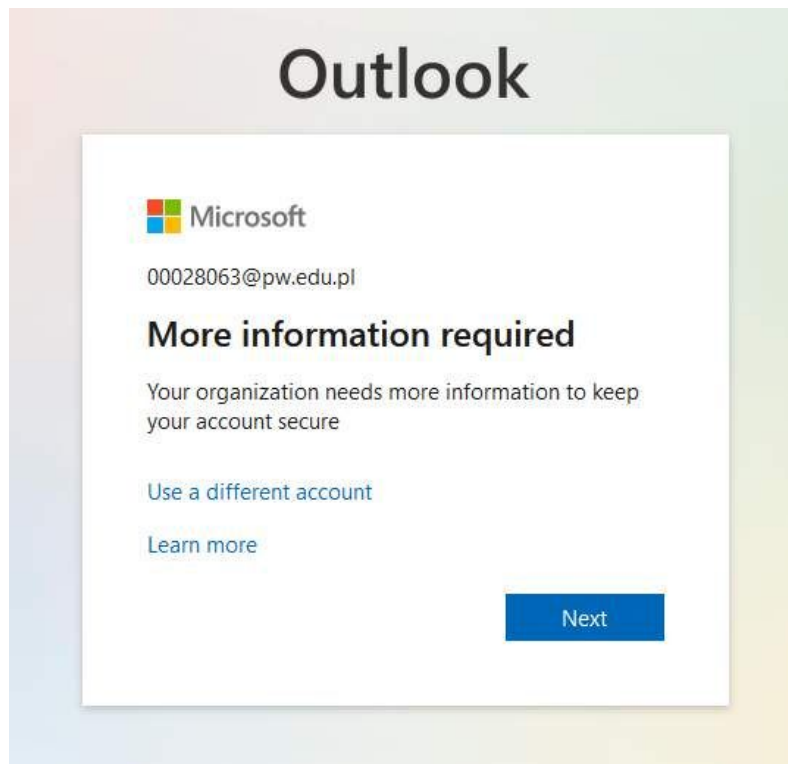 Outlook
Microsoft
00028063@pw.edu.pl
More information required
Your organization needs more information to keep
your account secure
Use a different account
Learn more
Next